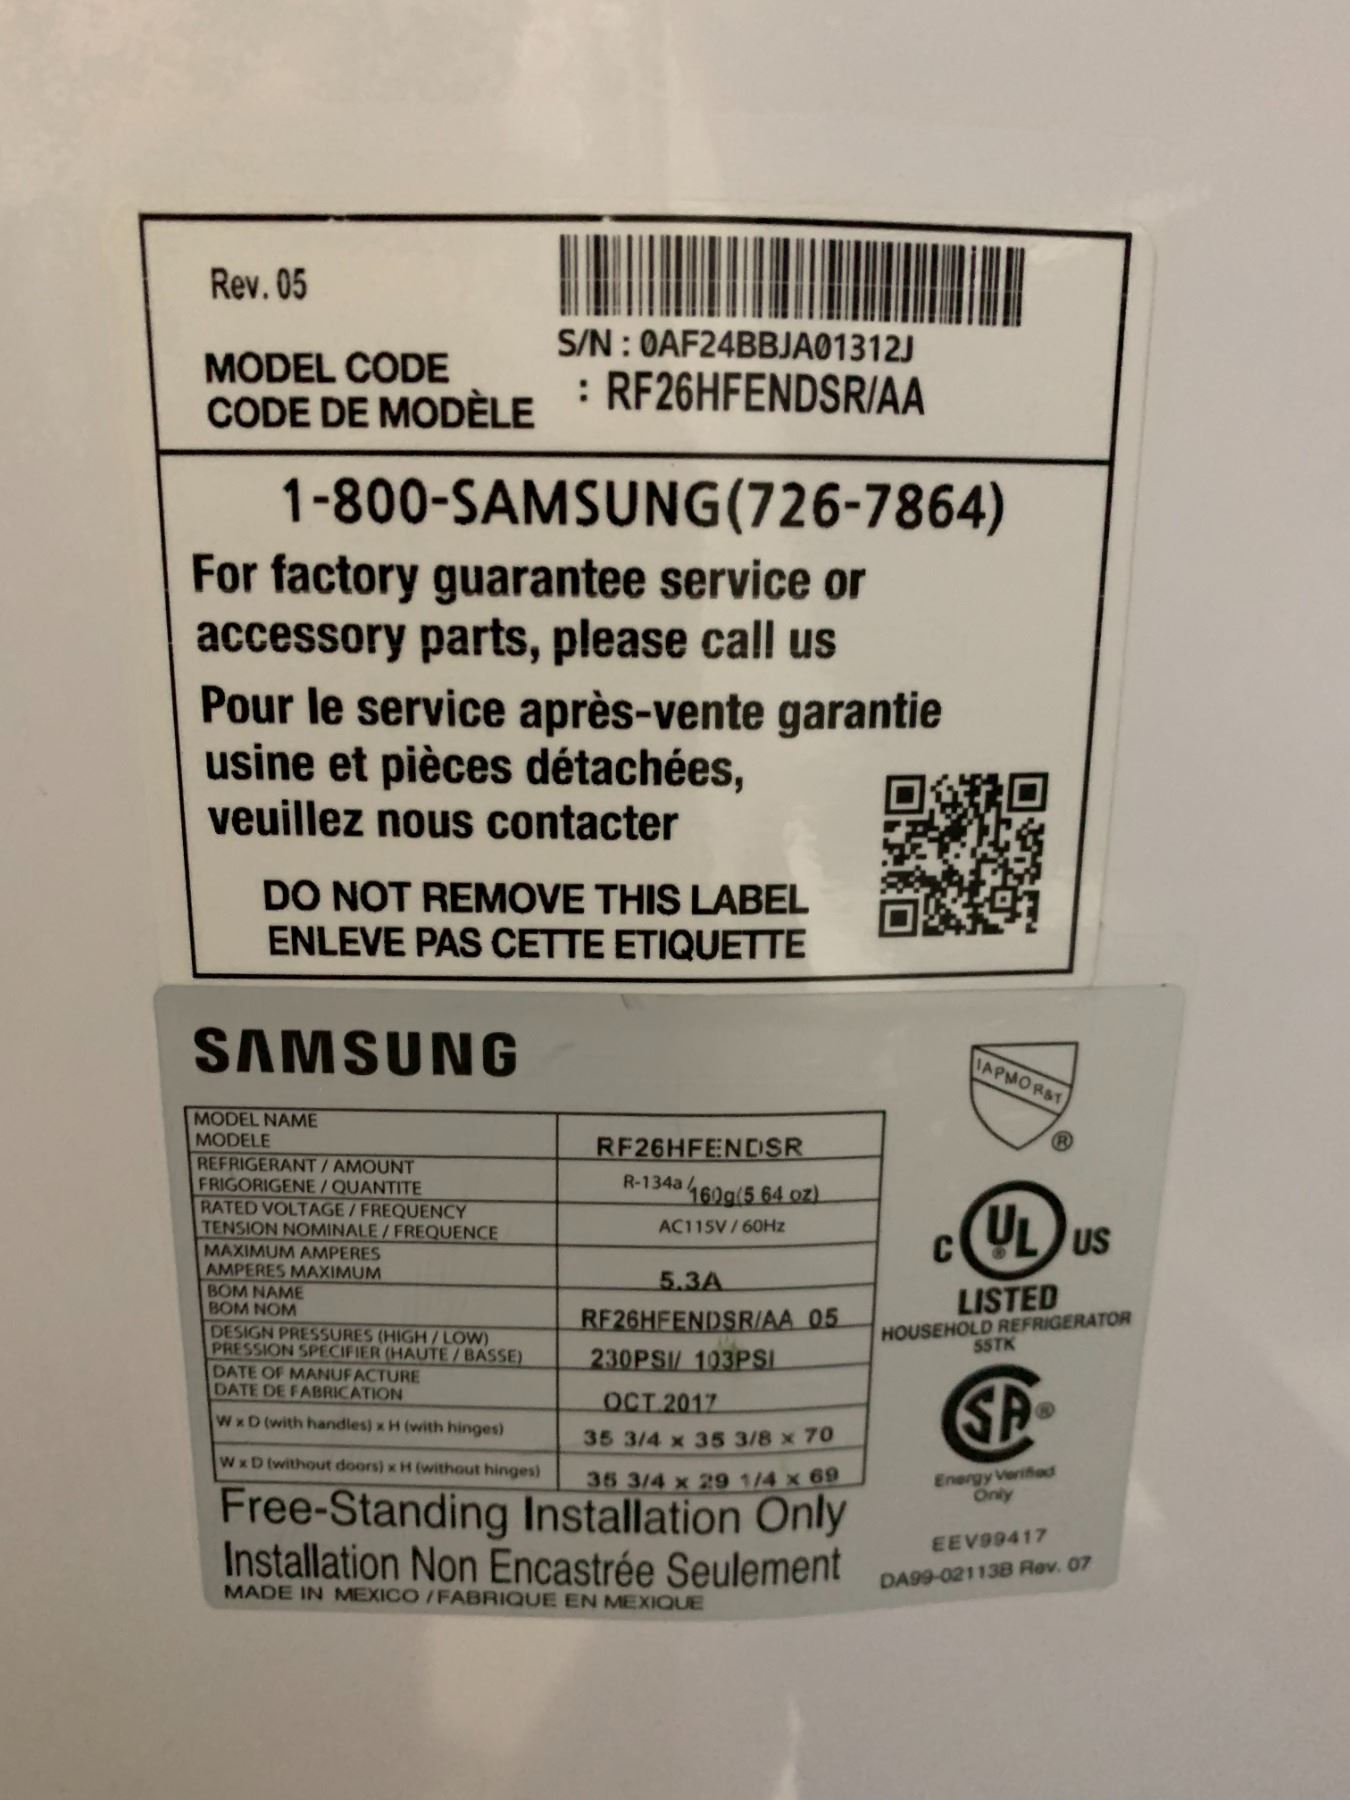 Rev. 05
S/N : 0AF24BBJA01312J
MODEL CODE
CODE DE MODÈLE : RF26HFENDSR/AA
1-800-SAMSUNG(726-7864)
For factory guarantee service or
accessory parts, please call us
Pour le service après-vente garantie
usine et pièces détachées,
veuillez nous contacter
DO NOT REMOVE THIS LABEL
ENLEVE PAS CETTE ETIQUETTE
SAMSUNG
IAPMO R&T
®
MODEL NAME
MODELE
RF26HFENDSR
REFRIGERANT / AMOUNT
FRIGORIGENE / QUANTITE
R-134a / 160g(5 64 oz)
RATED VOLTAGE / FREQUENCY
TENSION NOMINALE / FREQUENCE
AC115V / 60Hz
MAXIMUM AMPERES
AMPERES MAXIMUM
5.3A
BOM NAME
BOM NOM
RF26HFENDSR/AA 05
DESIGN PRESSURES (HIGH / LOW)
PRESSION SPECIFIER (HAUTE / BASSE)
230PSI/ 103PSI
DATE OF MANUFACTURE
DATE DE FABRICATION
OCT.2017
W x D (with handles) x H (with hinges)
35 3/4 x 35 3/8 x 70
W x D (without doors) x H (without hinges)
35 3/4 x 29 1/4 x 69
C UL ® US
LISTED
HOUSEHOLD REFRIGERATOR
55TK
SA ®
Energy Verified
Only
EEV99417
DA99-02113B Rev. 07
Free-Standing Installation Only
Installation Non Encastrée Seulement
MADE IN MEXICO / FABRIQUE EN MEXIQUE